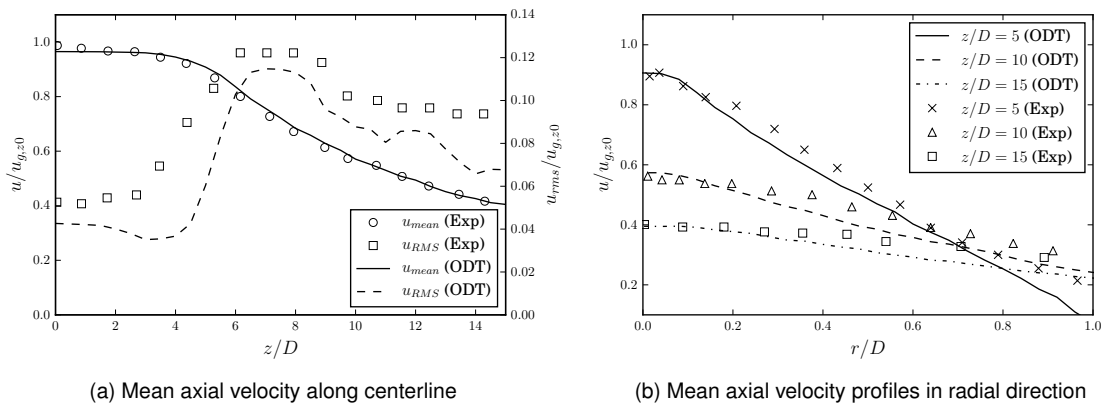 1.0
0.8
0.6
0.4
0.2
0.0
u/u_{g,z0}
0.14
0.12
0.10
0.08
0.06
0.04
0.02
0.00
u_{rms}/u_{g,z0}
u_{mean} (Exp)
u_{RMS} (Exp)
u_{mean} (ODT)
u_{RMS} (ODT)
0 2 4 6 8 10 12 14
z/D
(a) Mean axial velocity along centerline
1.0
0.8
0.6
0.4
0.2
u/u_{g,z0}
z/D = 5 (ODT)
z/D = 10 (ODT)
z/D = 15 (ODT)
z/D = 5 (Exp)
z/D = 10 (Exp)
z/D = 15 (Exp)
0.0 0.2 0.4 0.6 0.8 1.0
r/D
(b) Mean axial velocity profiles in radial direction